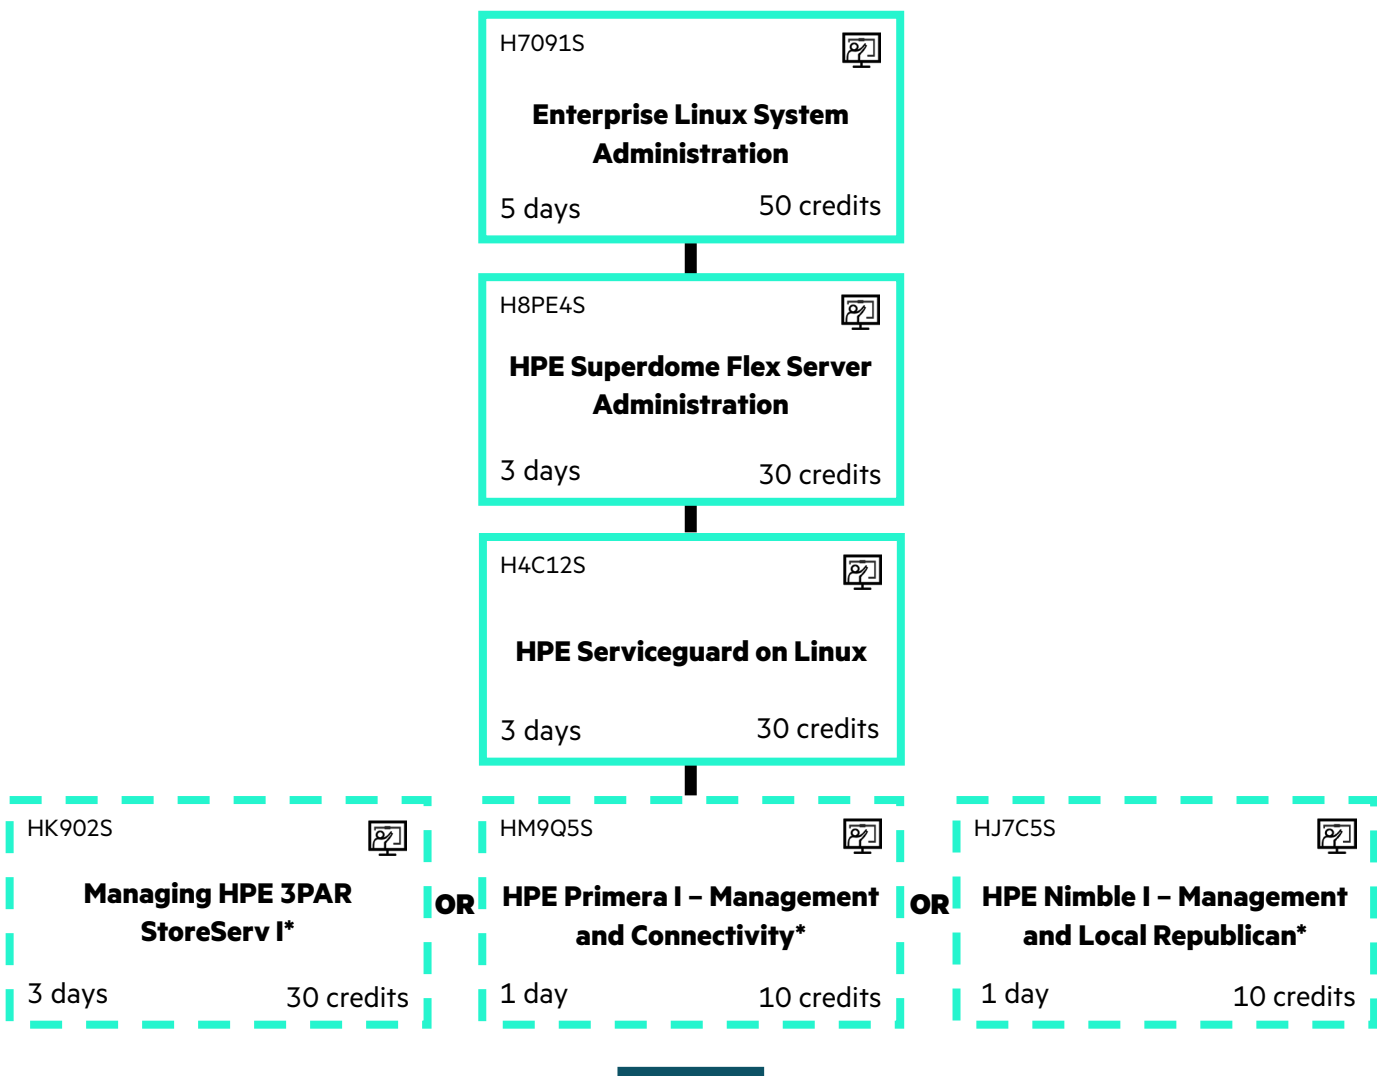 H7091S
Enterprise Linux System
Administration
5 days
50 credits
H8PE4S
HPE Superdome Flex Server
Administration
3 days
30 credits
H4C12S
HPE Serviceguard on Linux
3 days
30 credits
HK902S
Managing HPE 3PAR
StoreServ I*
3 days
30 credits
OR
HM9Q5S
HPE Primera I – Management
and Connectivity*
1 day
10 credits
OR
HJ7C5S
HPE Nimble I – Management
and Local Republican*
1 day
10 credits